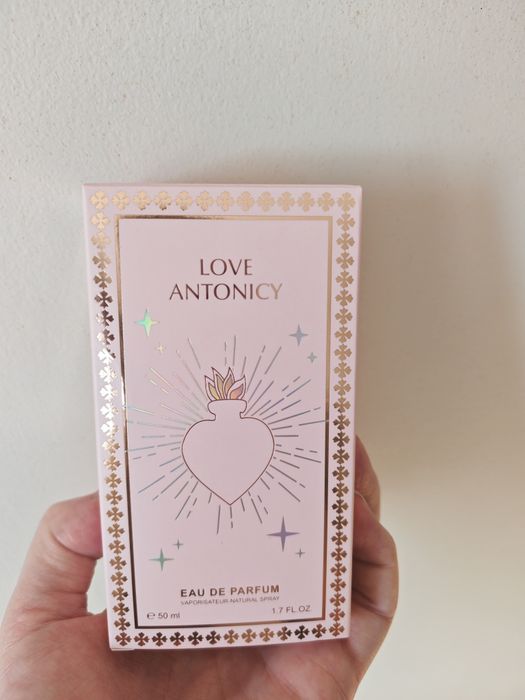 LOVE
ANTONICY
EAU DE PARFUM
VAPORISATEUR-NATURAL SPRAY
℮ 50 ml 1.7 FL.OZ